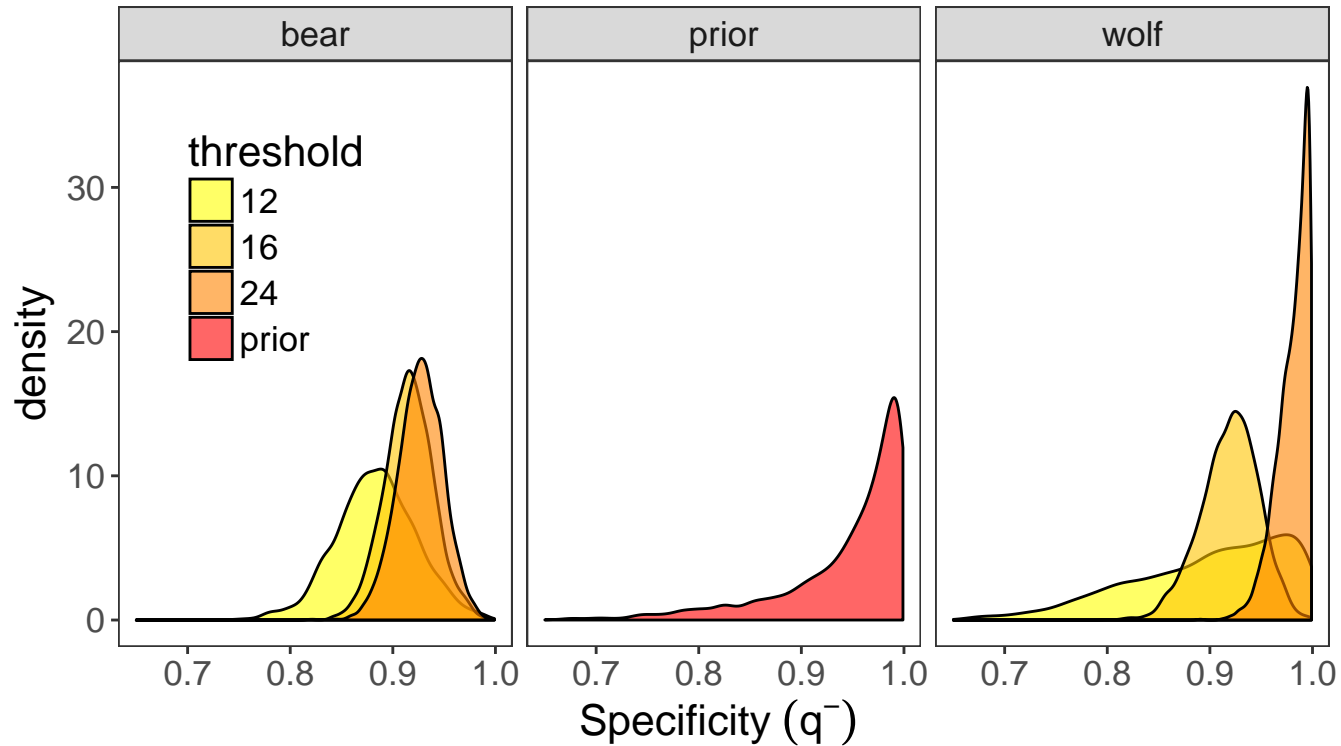 bear prior wolf
threshold
12
16
24
prior
30
20
10
0
density
0.7 0.8 0.9 1.0 0.7 0.8 0.9 1.0 0.7 0.8 0.9 1.0
Specificity (q⁻)